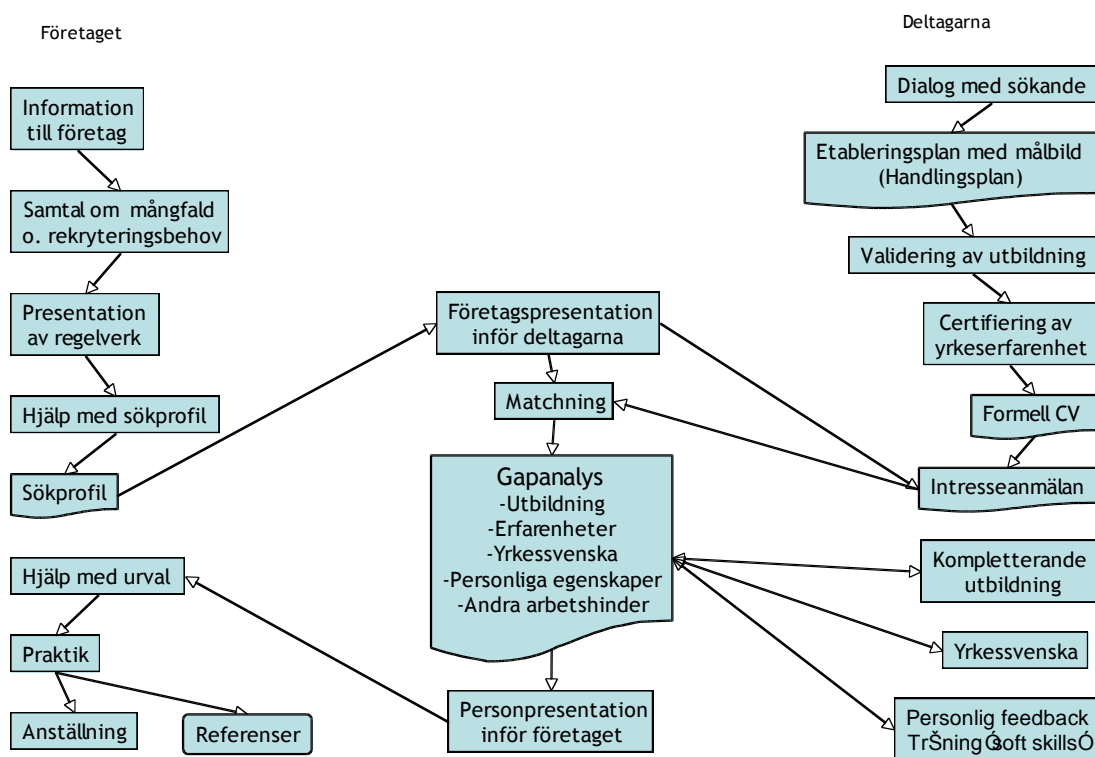 Företaget
Information
till företag
Samtal om mångfald
o. rekryteringsbehov
Presentation
av regelverk
Hjälp med sökprofil
Sökprofil
Hjälp med urval
Praktik
Anställning
Referenser
Företagspresentation
inför deltagarna
Matchning
Gapanalys
-Utbildning
-Erfarenheter
-Yrkessvenska
-Personliga egenskaper
-Andra arbetshinder
Personpresentation
inför företaget
Deltagarna
Dialog med sökande
Etableringsplan med målbild
(Handlingsplan)
Validering av utbildning
Certifiering av
yrkeserfarenhet
Formell CV
Intresseanmälan
Kompletterande
utbildning
Yrkessvenska
Personlig feedback
TrŠning Ósoft skillsÓ